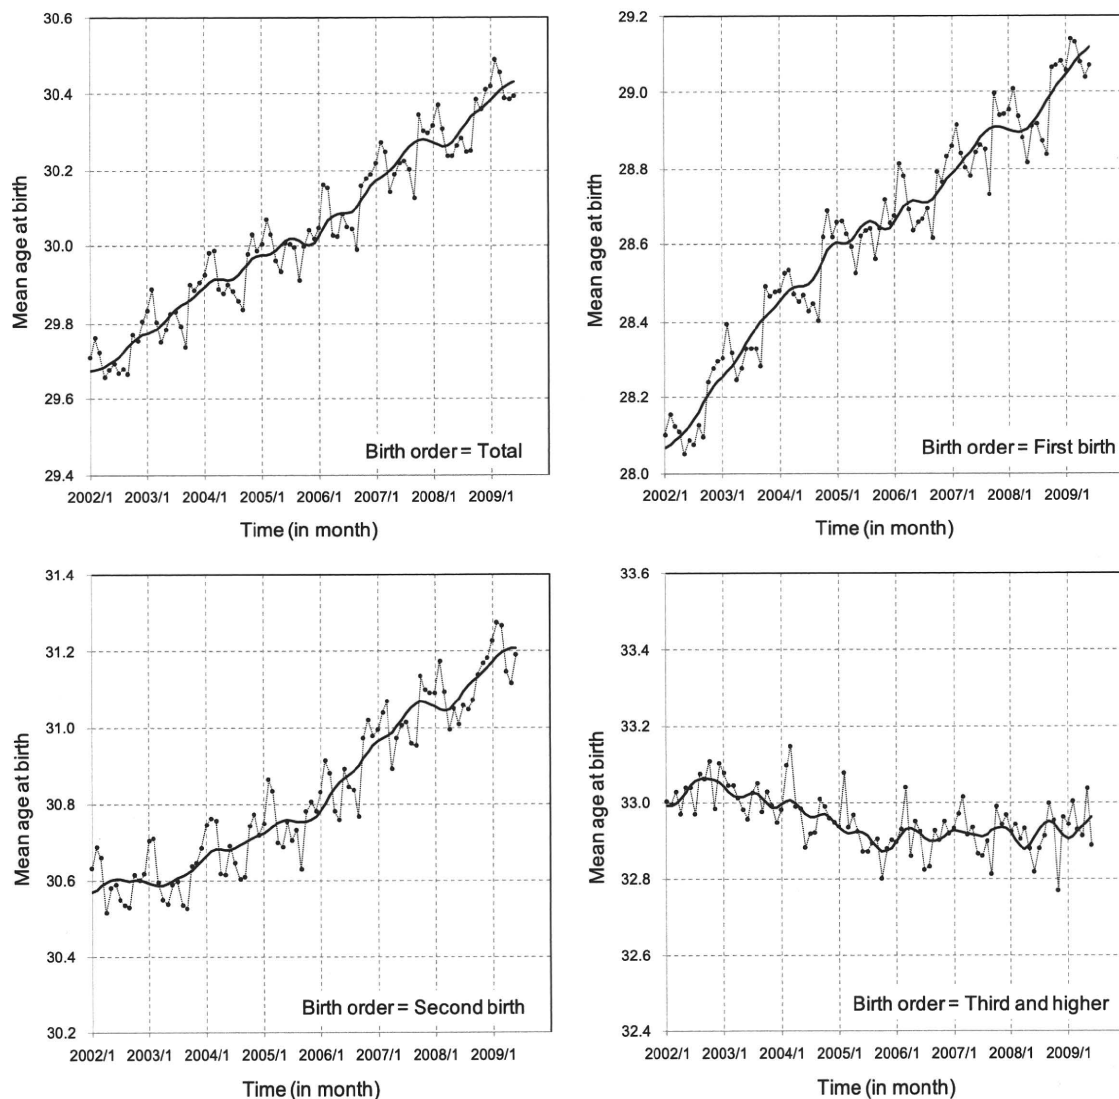 30.6
30.4
30.2
30.0
29.8
29.6
29.4
Mean age at birth
Birth order = Total
2002/1 2003/1 2004/1 2005/1 2006/1 2007/1 2008/1 2009/1
Time (in month)
29.2
29.0
28.8
28.6
28.4
28.2
28.0
Mean age at birth
Birth order = First birth
2002/1 2003/1 2004/1 2005/1 2006/1 2007/1 2008/1 2009/1
Time (in month)
31.4
31.2
31.0
30.8
30.6
30.4
30.2
Mean age at birth
Birth order = Second birth
2002/1 2003/1 2004/1 2005/1 2006/1 2007/1 2008/1 2009/1
Time (in month)
33.6
33.4
33.2
33.0
32.8
32.6
32.4
Mean age at birth
Birth order = Third and higher
2002/1 2003/1 2004/1 2005/1 2006/1 2007/1 2008/1 2009/1
Time (in month)